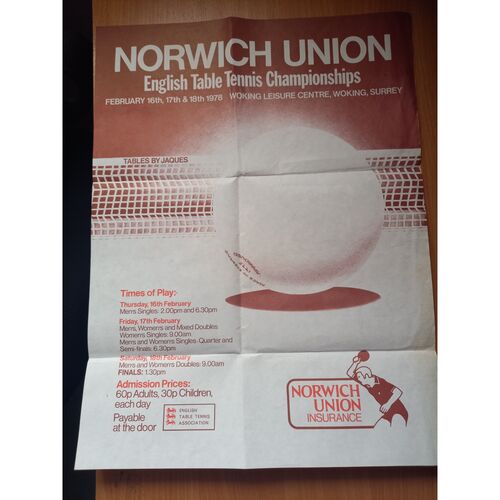 NORWICH UNION
English Table Tennis Championships
FEBRUARY 16th, 17th & 18th 1978 WOKING LEISURE CENTRE, WOKING, SURREY
TABLES BY JAQUES
Times of Play:-
Thursday, 16th February
Mens Singles: 2.00pm and 6.30pm
Friday, 17th February
Mens, Womens and Mixed Doubles
Womens Singles: 9.00am
Mens and Womens Singles-Quarter and
Semi-finals: 6.30pm
Saturday, 18th February
Mens and Womens Doubles: 9.00am
FINALS: 1.30pm
Admission Prices:
60p Adults, 30p Children,
each day
Payable
at the door
ENGLISH
TABLE TENNIS
ASSOCIATION
NORWICH
UNION
INSURANCE